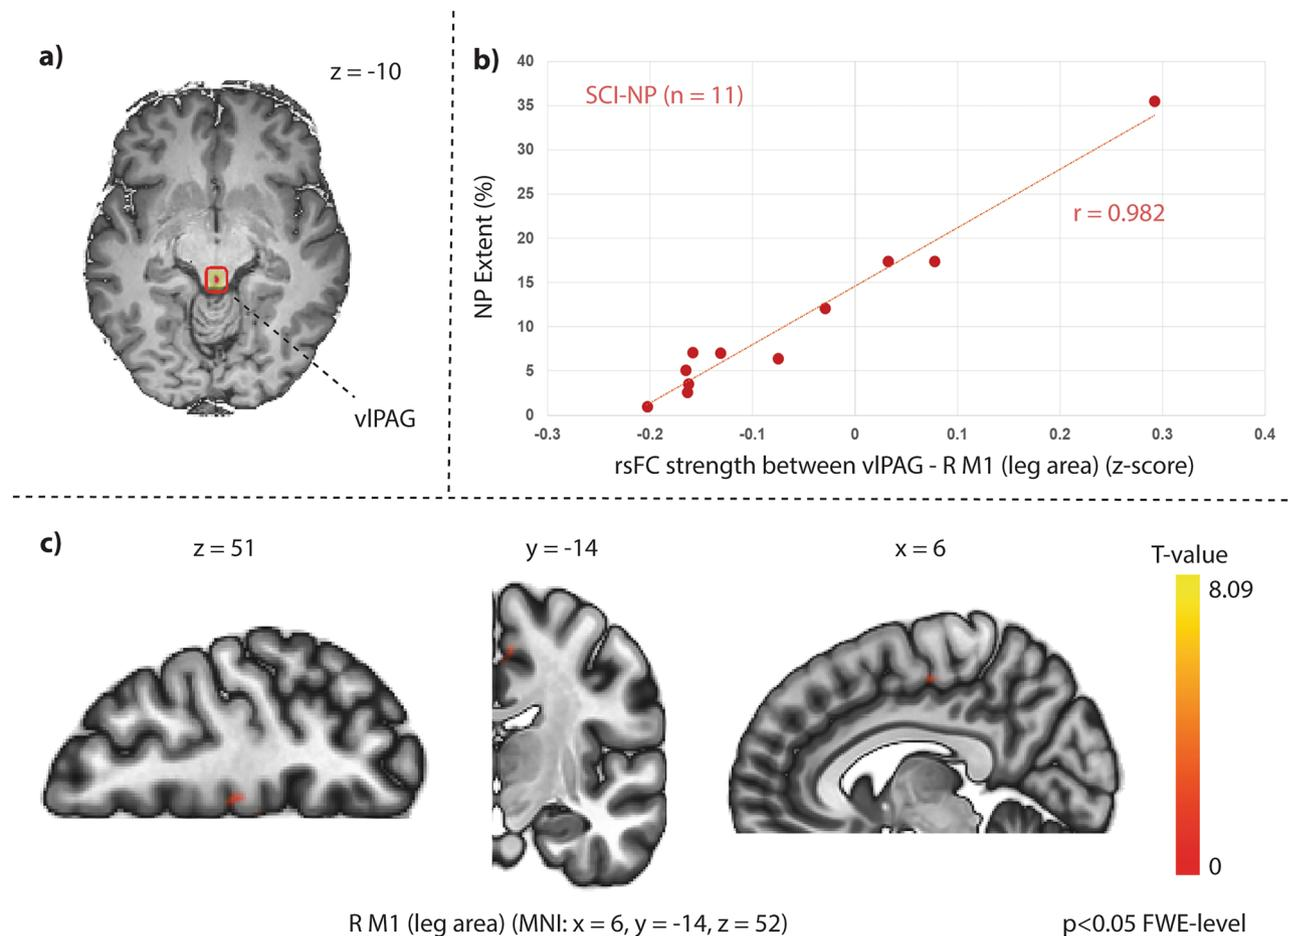 a)
z = -10
vlPAG
b)
SCI-NP (n = 11)
r = 0.982
NP Extent (%)
40
35
30
25
20
15
10
5
0
-0.3 -0.2 -0.1 0 0.1 0.2 0.3 0.4
rsFC strength between vlPAG - R M1 (leg area) (z-score)
c)
z = 51
y = -14
x = 6
T-value
8.09
0
R M1 (leg area) (MNI: x = 6, y = -14, z = 52)
p<0.05 FWE-level